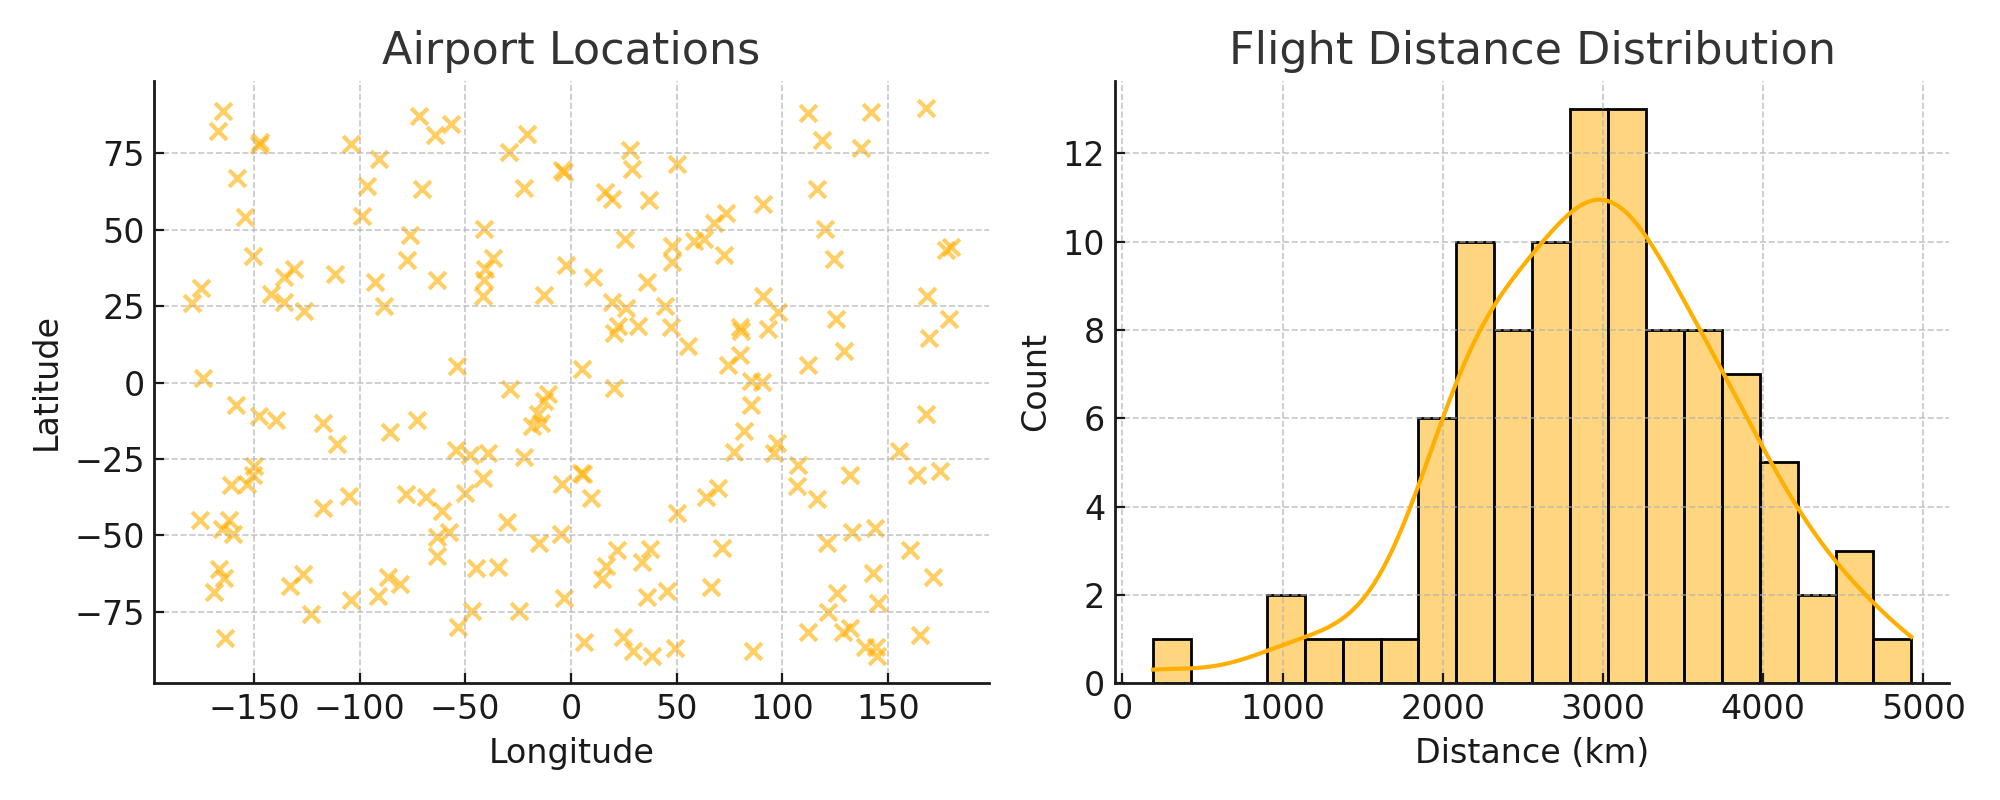 Airport Locations
75
50
25
0
−25
−50
−75
Latitude
−150 −100 −50 0 50 100 150
Longitude
Flight Distance Distribution
12
10
8
6
4
2
0
Count
0 1000 2000 3000 4000 5000
Distance (km)